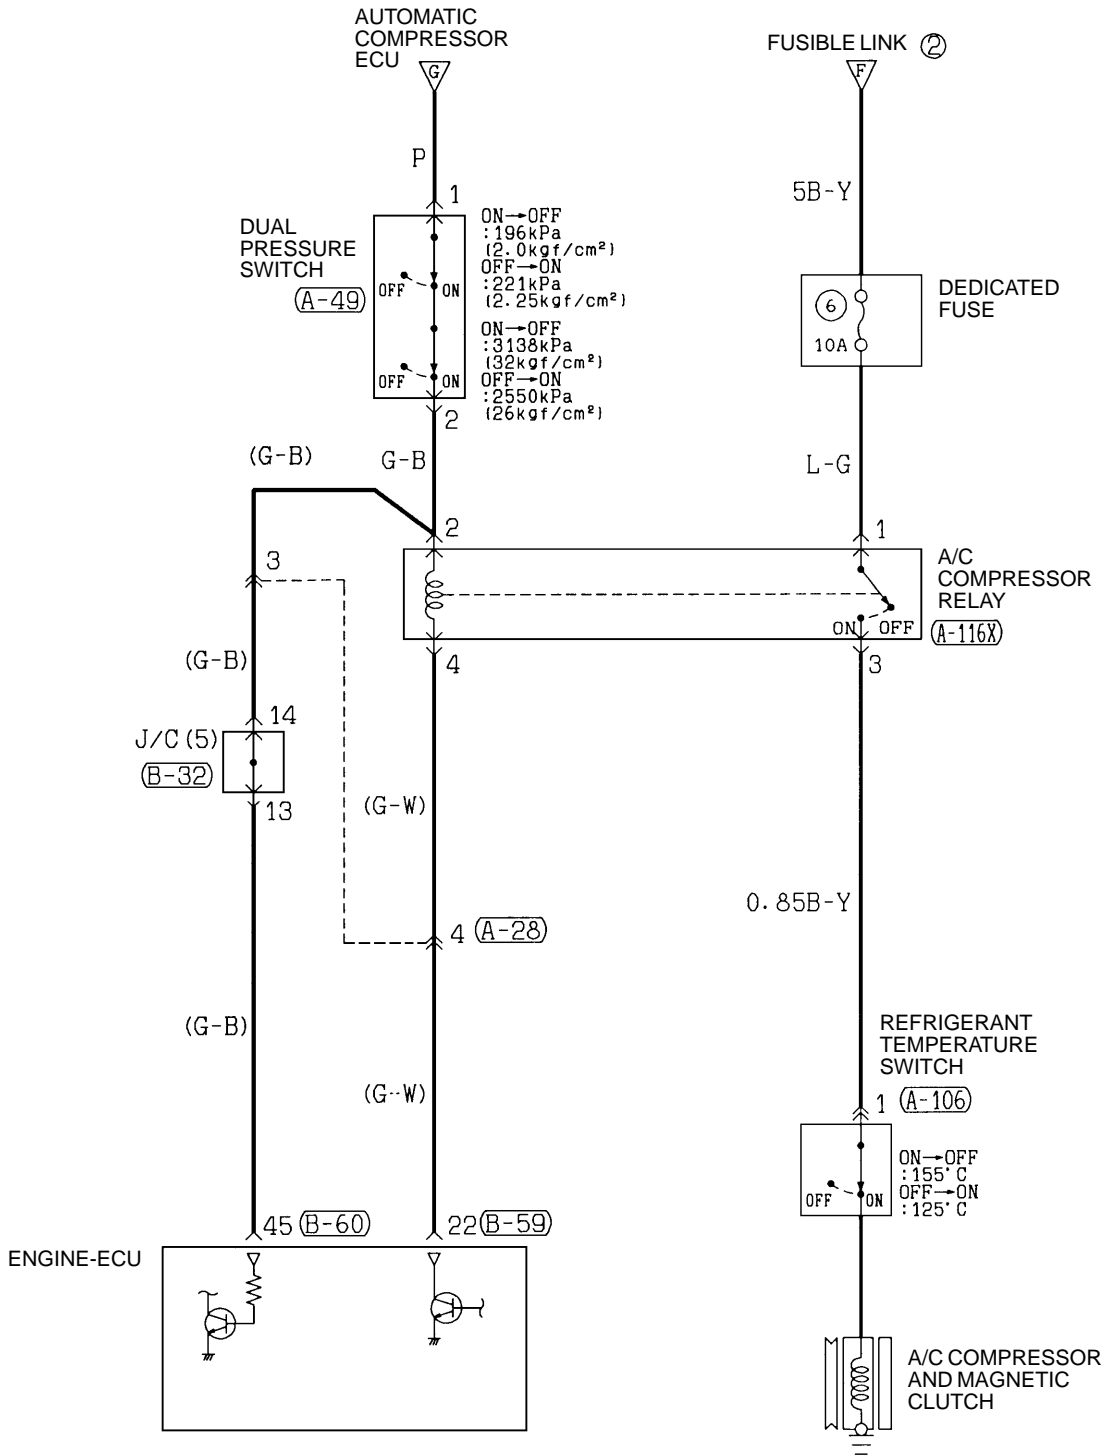 AUTOMATIC
COMPRESSOR
ECU
G
FUSIBLE LINK ②
F
P
5B-Y
1
DUAL
PRESSURE
SWITCH
A-49
OFF
ON
OFF
ON
ON→OFF
:196kPa
(2.0kgf/cm²)
OFF→ON
:221kPa
(2.25kgf/cm²)
ON→OFF
:3138kPa
(32kgf/cm²)
OFF→ON
:2550kPa
(26kgf/cm²)
6
10A
DEDICATED
FUSE
2
(G-B)
G-B
L-G
2
1
3
A/C
COMPRESSOR
RELAY
A-116X
ON OFF
(G-B)
4
3
14
J/C (5)
B-32
13
(G-W)
0.85B-Y
4 A-28
(G-B)
(G-W)
REFRIGERANT
TEMPERATURE
SWITCH
1 A-106
OFF
ON
ON→OFF
:155°C
OFF→ON
:125°C
45 B-60
22 B-59
ENGINE-ECU
A/C COMPRESSOR
AND MAGNETIC
CLUTCH